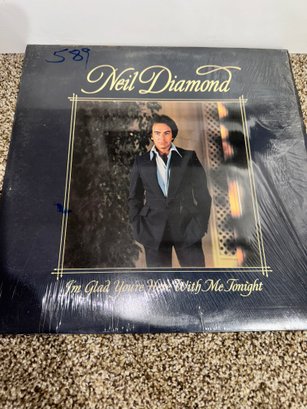 589
Neil Diamond
I'm Glad You're Here With Me Tonight